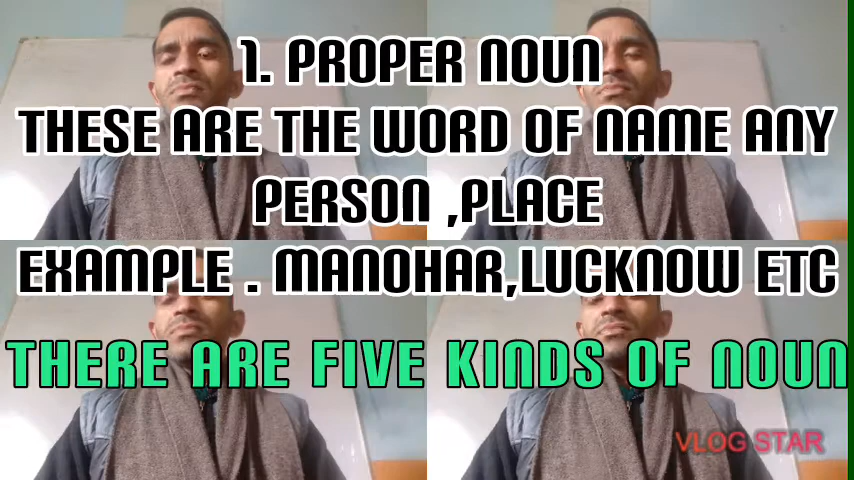 1. PROPER NOUN
THESE ARE THE WORD OF NAME ANY
PERSON ,PLACE
EXAMPLE . MANOHAR,LUCKNOW ETC
THERE ARE FIVE KINDS OF NOUN
VLOG STAR